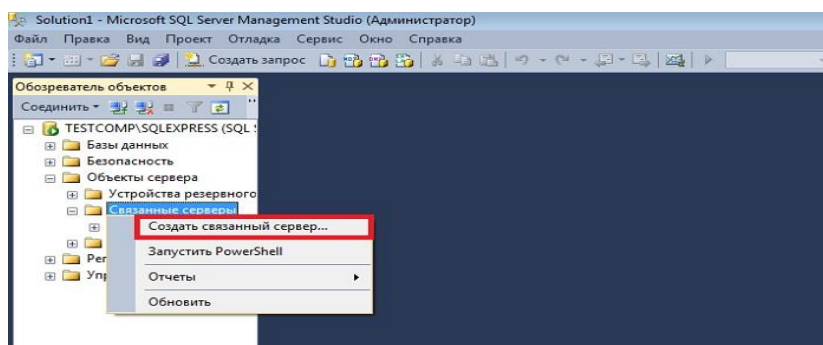 Solution1 - Microsoft SQL Server Management Studio (Администратор)
Файл Правка Вид Проект Отладка Сервис Окно Справка
Создать запрос
Обозреватель объектов
Соединить
TESTCOMP\SQLEXPRESS (SQL
Базы данных
Безопасность
Объекты сервера
Устройства резервного
Связанные серверы
Создать связанный сервер...
Запустить PowerShell
Реп
Упр
Отчеты
Обновить